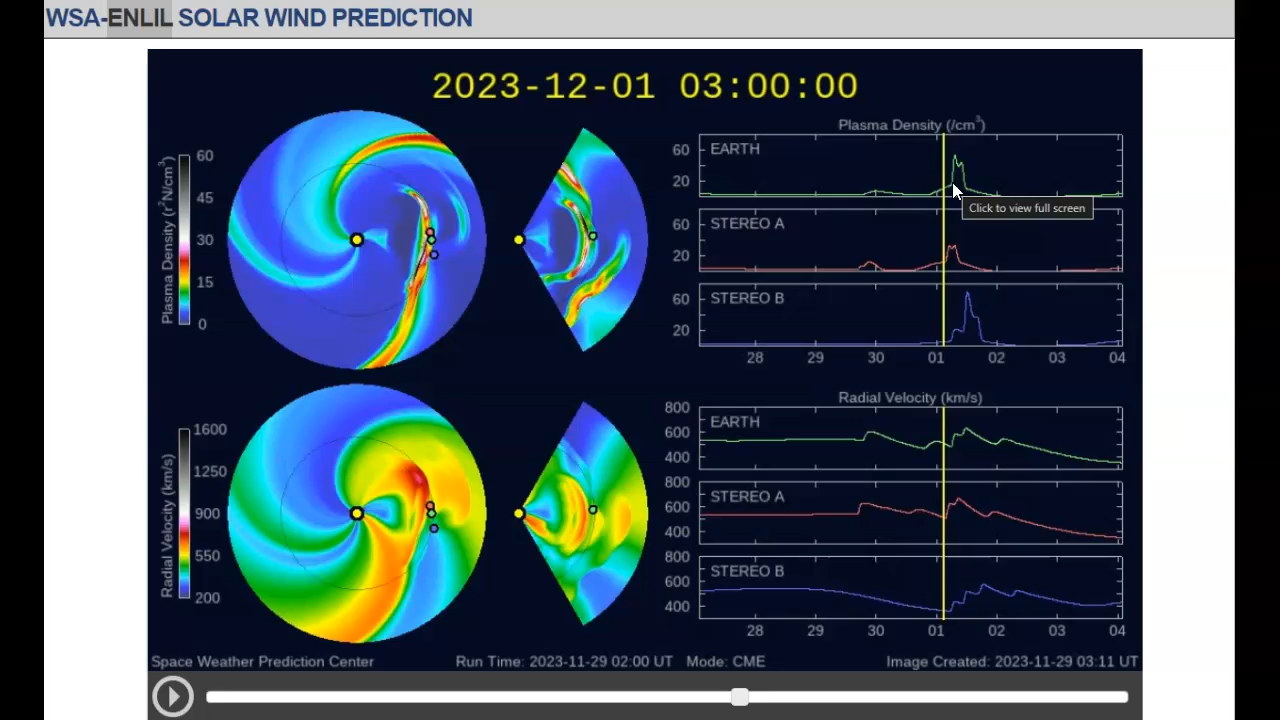 WSA-ENLIL SOLAR WIND PREDICTION
2023-12-01 03:00:00
Plasma Density (r²N/cm³)
60
45
30
15
0
Plasma Density (/cm³)
EARTH
60
20
Click to view full screen
STEREO A
60
20
STEREO B
60
20
28 29 30 01 02 03 04
Radial Velocity (km/s)
1600
1250
900
550
200
Radial Velocity (km/s)
EARTH
800
600
400
STEREO A
800
600
400
STEREO B
800
600
400
28 29 30 01 02 03 04
Space Weather Prediction Center Run Time: 2023-11-29 02:00 UT Mode: CME Image Created: 2023-11-29 03:11 UT